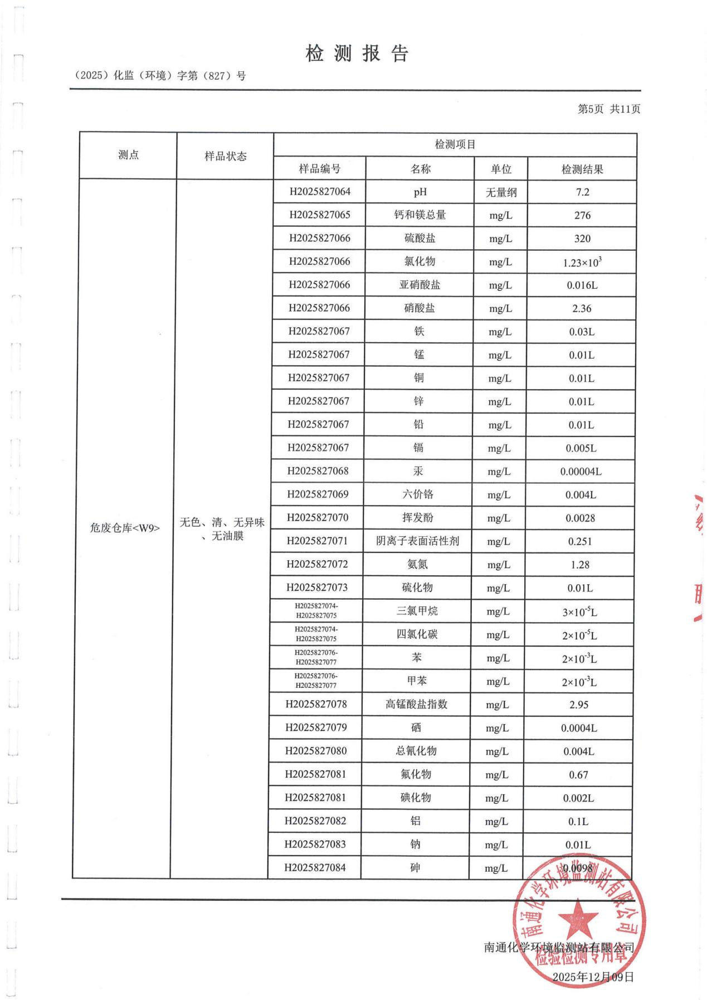 检测报告
（2025）化监（环境）字第（827）号
第5页 共11页
测点 样品状态 检测项目
样品编号 名称 单位 检测结果
H2025827064 pH 无量纲 7.2
H2025827065 钙和镁总量 mg/L 276
H2025827066 硫酸盐 mg/L 320
H2025827066 氯化物 mg/L 1.23×10³
H2025827066 亚硝酸盐 mg/L 0.016L
H2025827066 硝酸盐 mg/L 2.36
H2025827067 铁 mg/L 0.03L
H2025827067 锰 mg/L 0.01L
H2025827067 铜 mg/L 0.01L
H2025827067 锌 mg/L 0.01L
H2025827067 铅 mg/L 0.01L
H2025827067 镉 mg/L 0.005L
H2025827068 汞 mg/L 0.00004L
H2025827069 六价铬 mg/L 0.004L
H2025827070 挥发酚 mg/L 0.0028
危废仓库<W9>
无色、清、无异味
、无油膜
H2025827071 阴离子表面活性剂 mg/L 0.251
H2025827072 氨氮 mg/L 1.28
H2025827073 硫化物 mg/L 0.01L
H2025827074-
H2025827075 三氯甲烷 mg/L 3×10⁻⁵L
H2025827074-
H2025827075 四氯化碳 mg/L 2×10⁻⁵L
H2025827076-
H2025827077 苯 mg/L 2×10⁻³L
H2025827076-
H2025827077 甲苯 mg/L 2×10⁻³L
H2025827078 高锰酸盐指数 mg/L 2.95
H2025827079 硒 mg/L 0.0004L
H2025827080 总氰化物 mg/L 0.004L
H2025827081 氟化物 mg/L 0.67
H2025827081 碘化物 mg/L 0.002L
H2025827082 铝 mg/L 0.1L
H2025827083 钠 mg/L 0.01L
H2025827084 砷 mg/L 0.0098
南通化学环境监测站有限公司
南通化学环境监测站有限公司
检验检测专用章
2025年12月09日